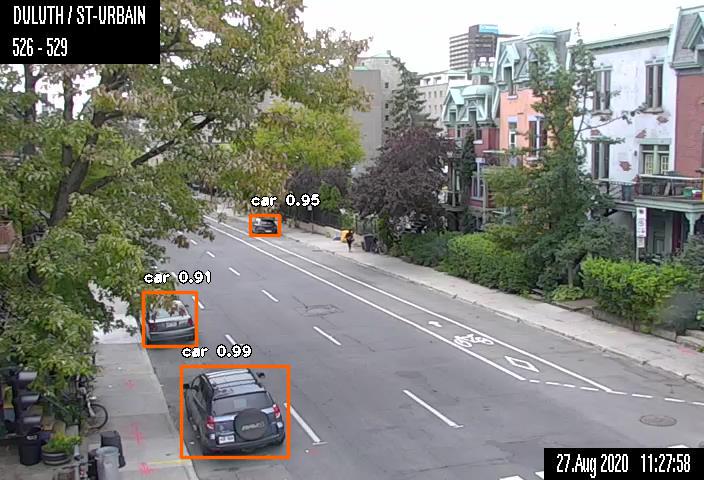 DULUTH / ST-URBAIN
526 - 529
car 0.95
car 0.91
car 0.99
27.Aug 2020 11:27:58